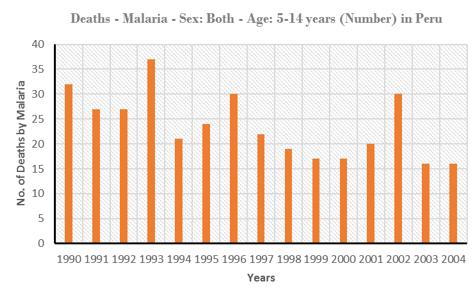 Deaths - Malaria - Sex: Both - Age: 5-14 years (Number) in Peru
No. of Deaths by Malaria
40
35
30
25
20
15
10
5
0
1990 1991 1992 1993 1994 1995 1996 1997 1998 1999 2000 2001 2002 2003 2004
Years